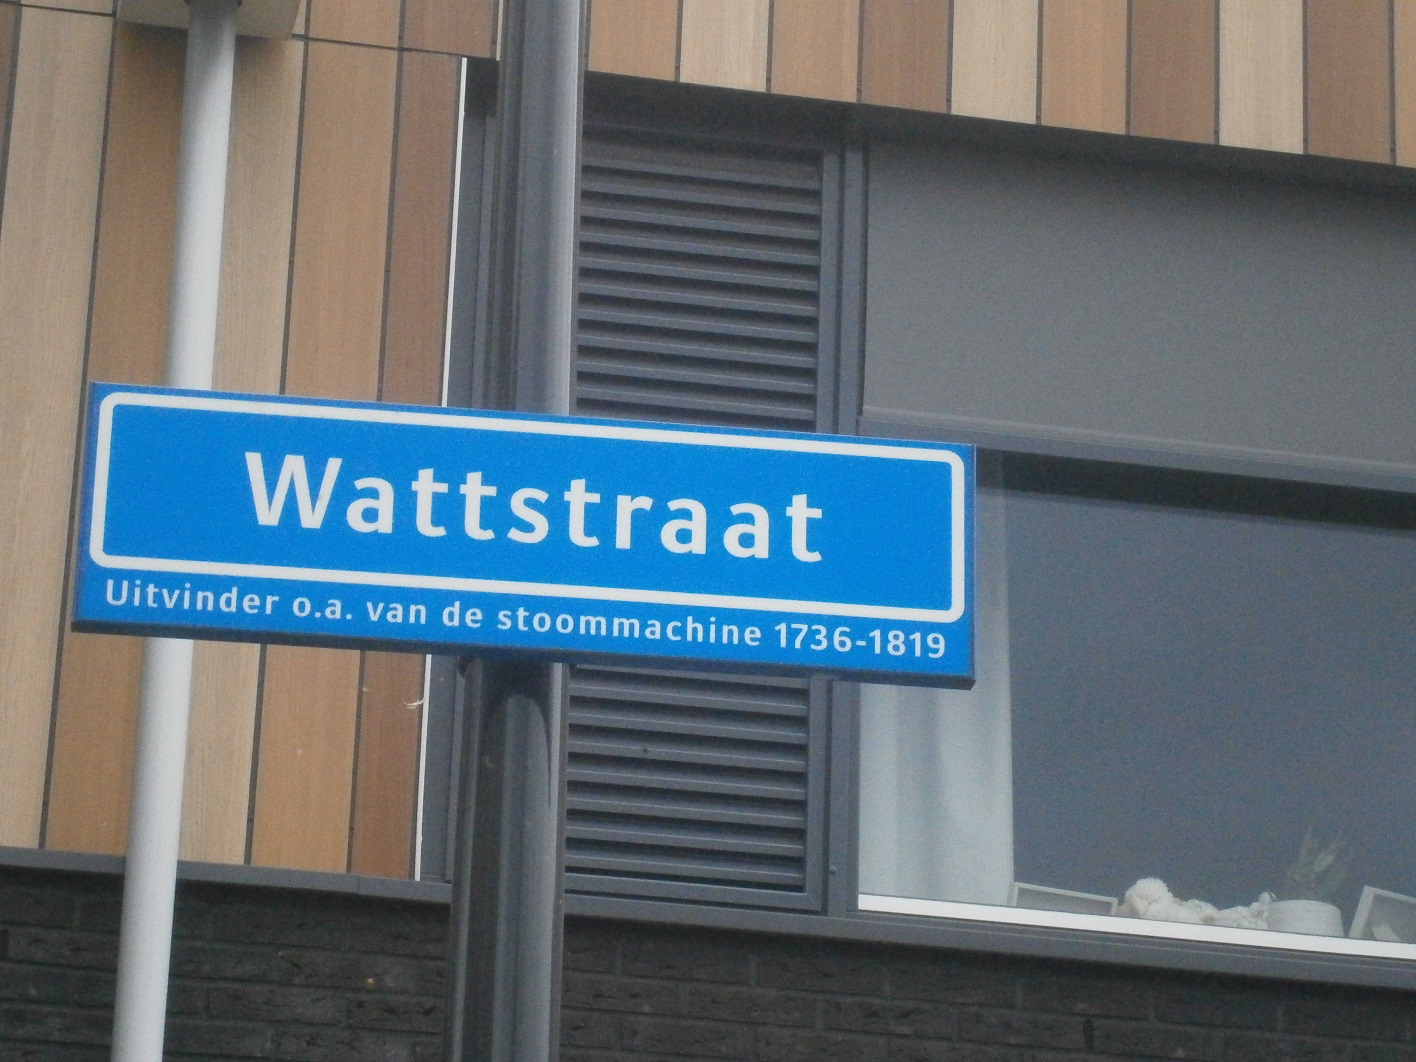 Wattstraat
Uitvinder o.a. van de stoommachine 1736-1819